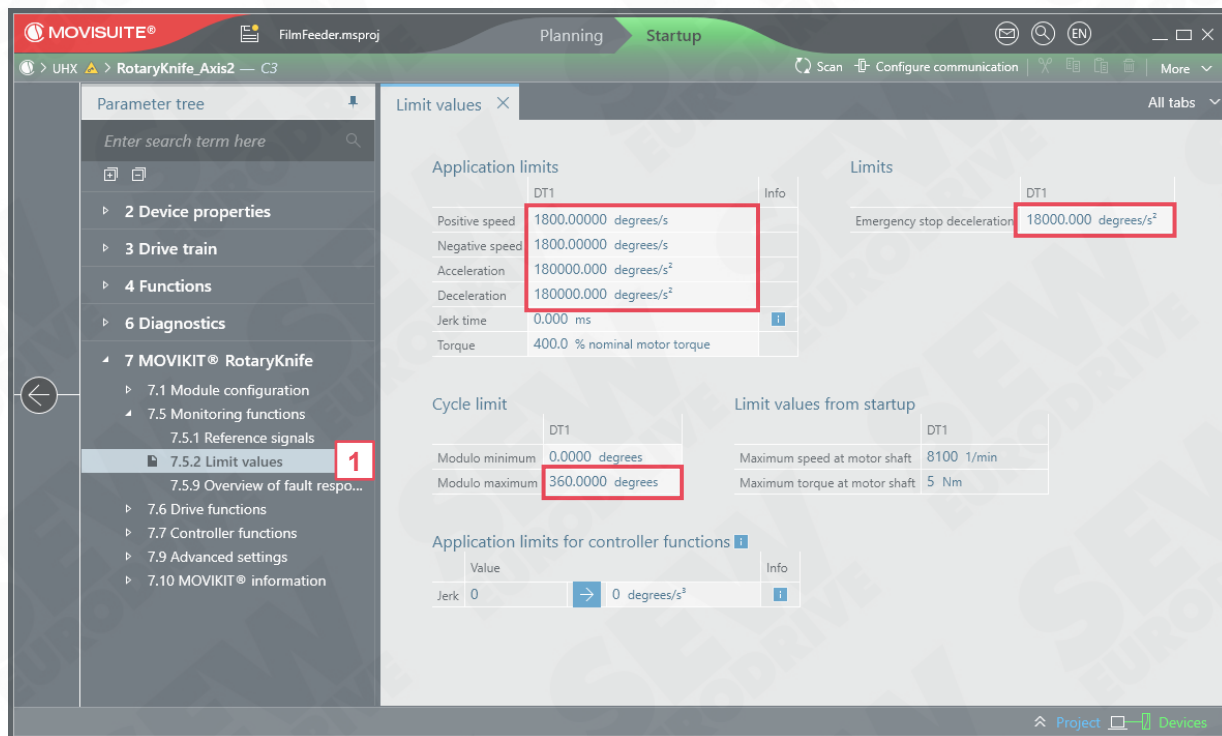 MOVISUITE® FilmFeeder.msproj Planning Startup EN
> UHX > RotaryKnife_Axis2 — C3 Scan Configure communication More
Parameter tree
Limit values
All tabs
Enter search term here
2 Device properties
3 Drive train
4 Functions
6 Diagnostics
7 MOVIKIT® RotaryKnife
7.1 Module configuration
7.5 Monitoring functions
7.5.1 Reference signals
7.5.2 Limit values
1
7.5.9 Overview of fault respo...
7.6 Drive functions
7.7 Controller functions
7.9 Advanced settings
7.10 MOVIKIT® information
Application limits
DT1 Info
Positive speed 1800.00000 degrees/s
Negative speed 1800.00000 degrees/s
Acceleration 180000.000 degrees/s²
Deceleration 180000.000 degrees/s²
Jerk time 0.000 ms
Torque 400.0 % nominal motor torque
Limits
DT1
Emergency stop deceleration 18000.000 degrees/s²
Cycle limit
DT1
Modulo minimum 0.0000 degrees
Modulo maximum 360.0000 degrees
Limit values from startup
DT1
Maximum speed at motor shaft 8100 1/min
Maximum torque at motor shaft 5 Nm
Application limits for controller functions
Value Info
Jerk 0 0 degrees/s³
Project Devices
SEW
EURODRIVE